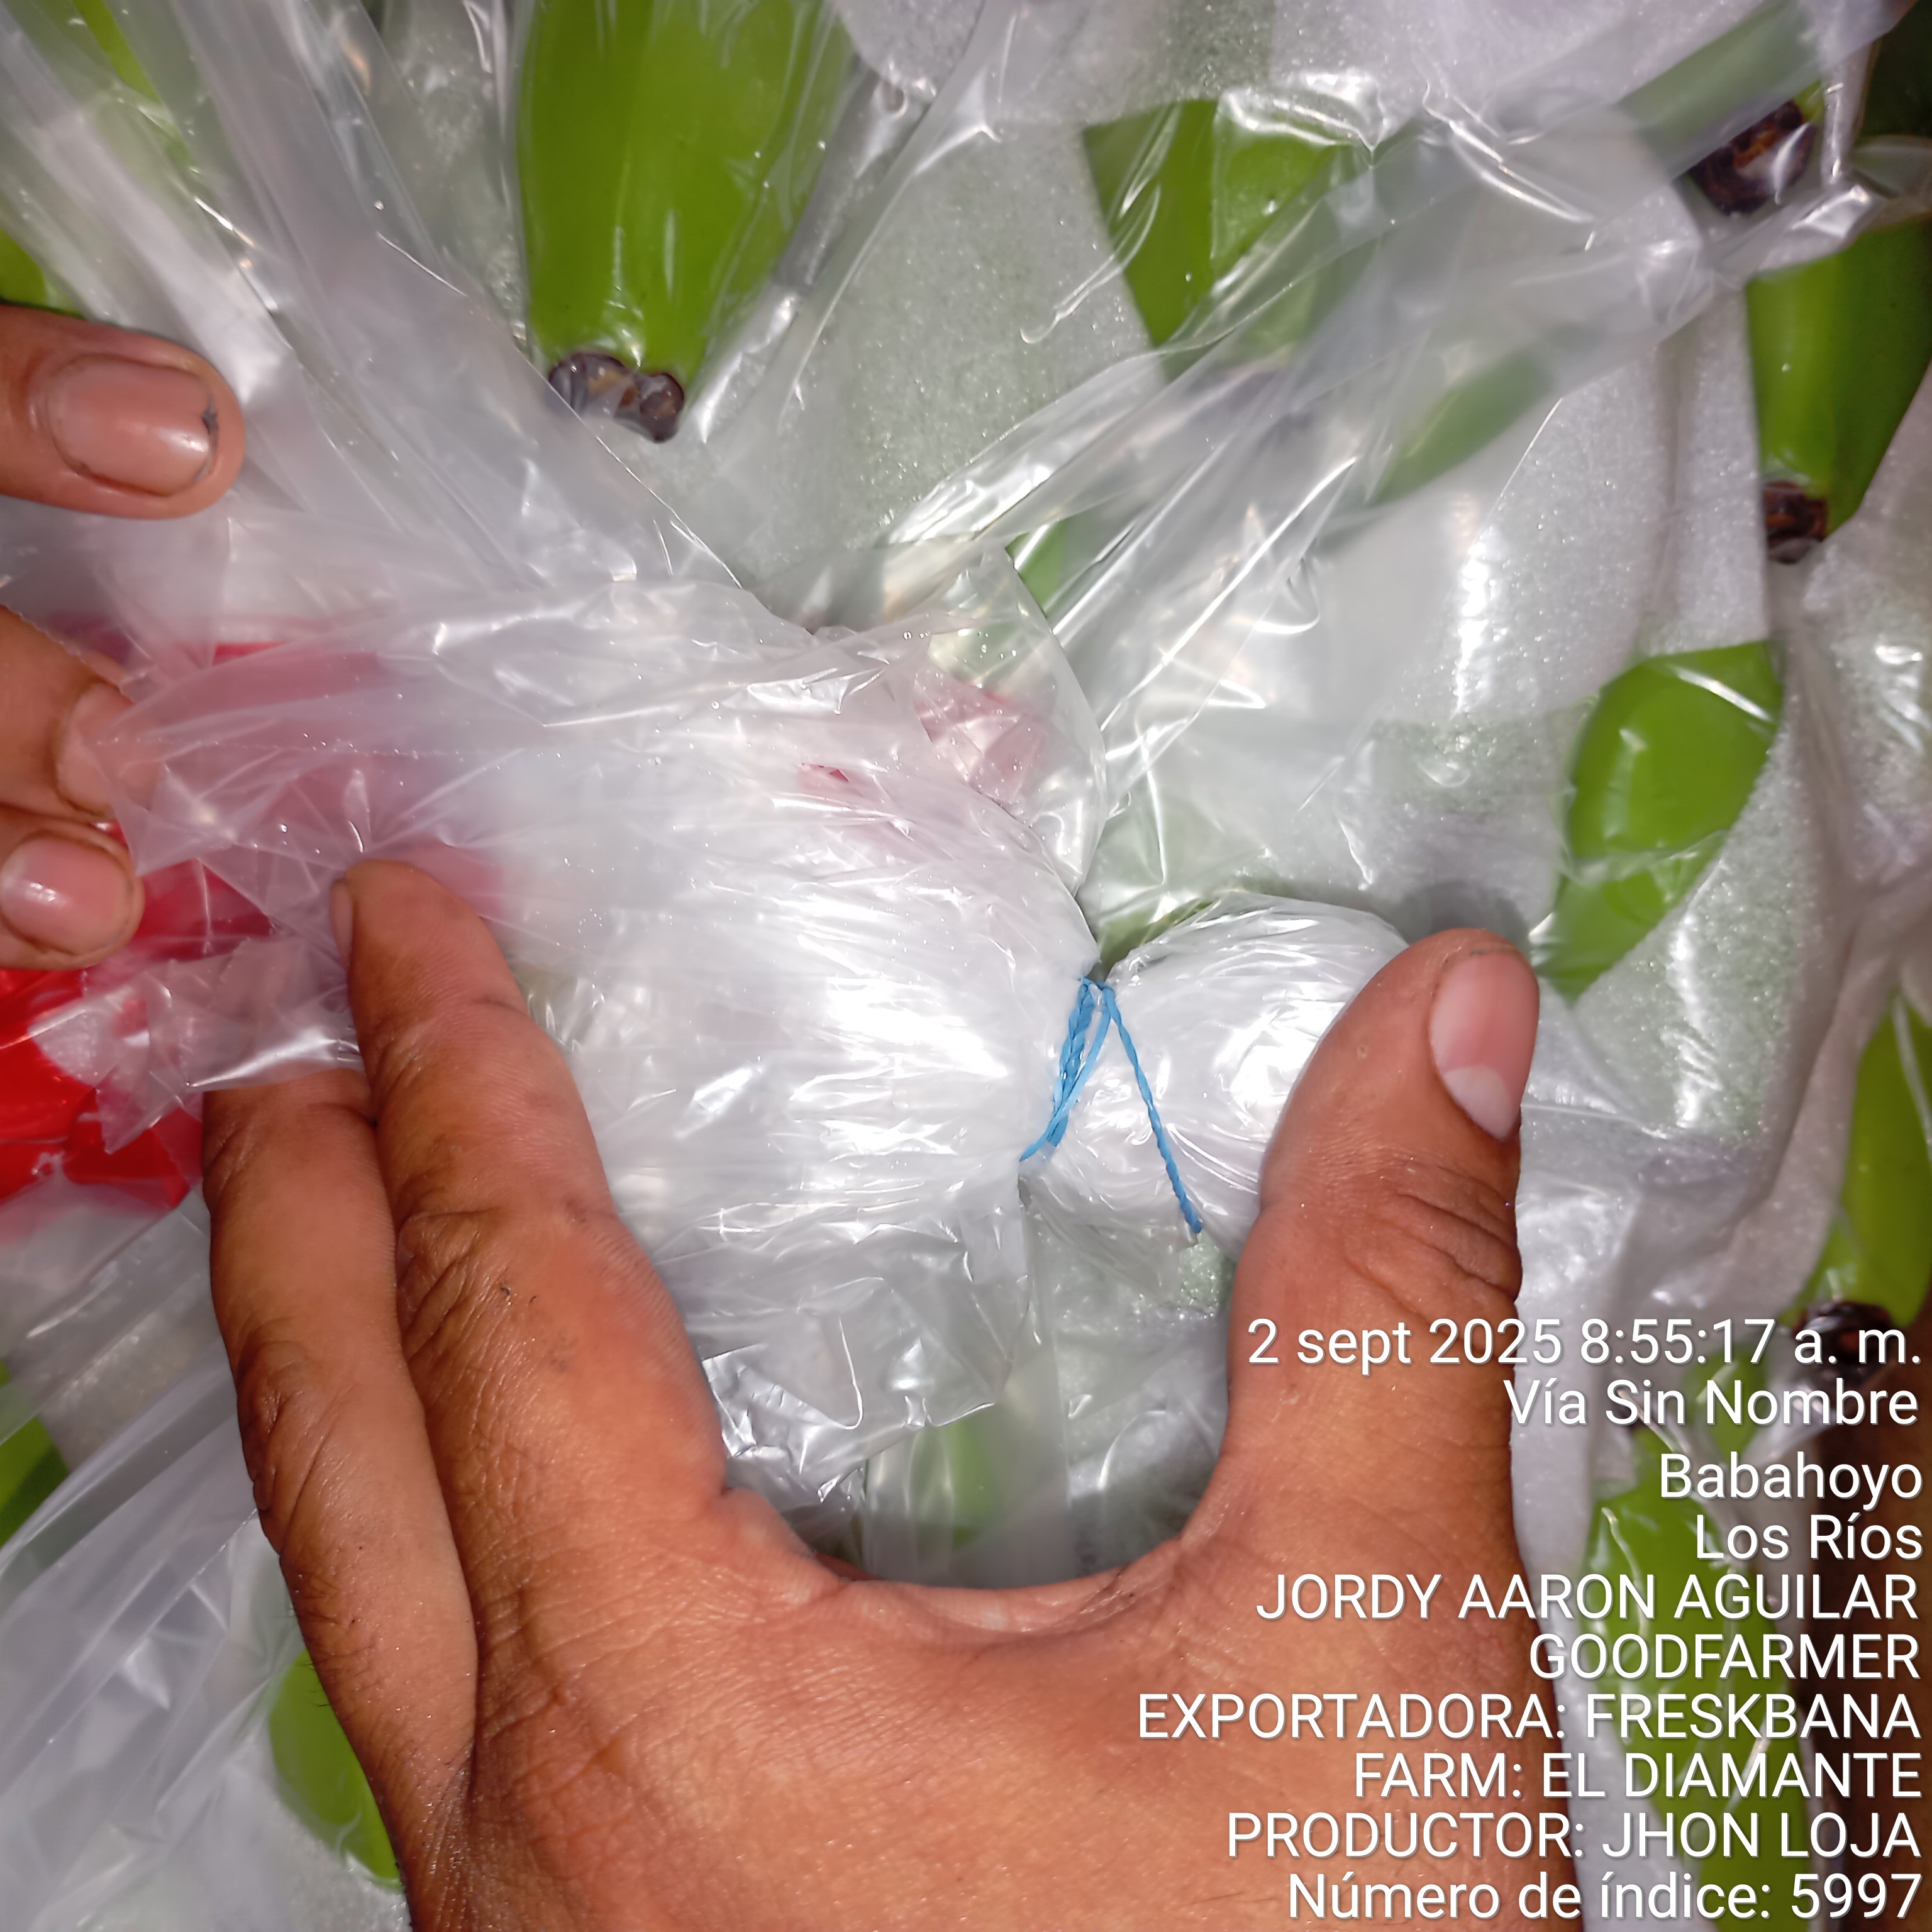 2 sept 2025 8:55:17 a. m.
Vía Sin Nombre
Babahoyo
Los Ríos
JORDY AARON AGUILAR
GOODFARMER
EXPORTADORA: FRESKBANA
FARM: EL DIAMANTE
PRODUCTOR: JHON LOJA
Número de índice: 5997